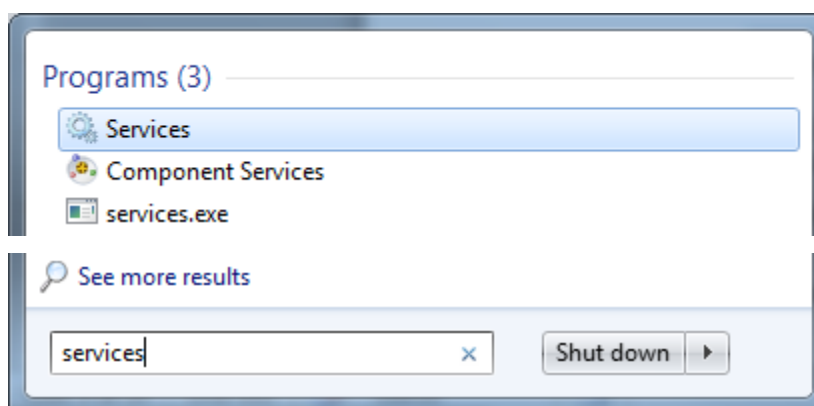 Programs (3)
Services
Component Services
services.exe
See more results
services
Shut down